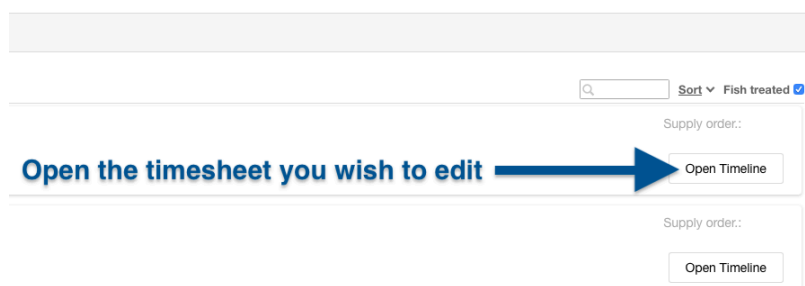 Sort Fish treated
Supply order.:
Open the timesheet you wish to edit
Open Timeline
Supply order.:
Open Timeline